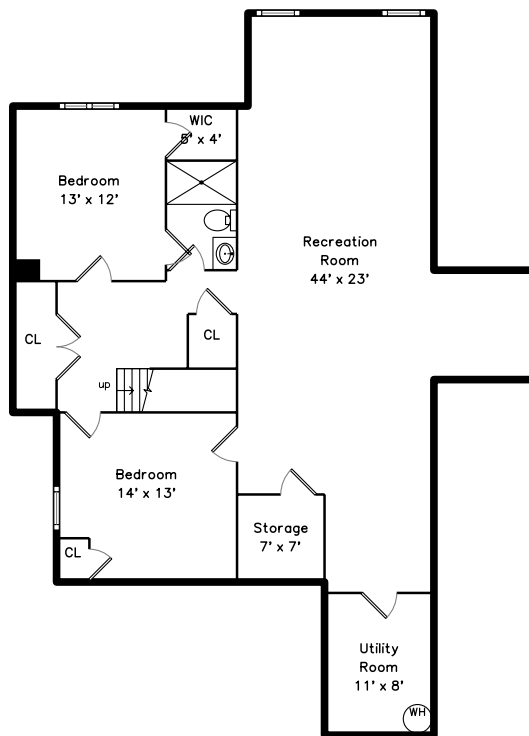 WIC
5' x 4'
Bedroom
13' x 12'
Recreation
Room
44' x 23'
CL
CL
up
Bedroom
14' x 13'
Storage
7' x 7'
CL
Utility
Room
11' x 8'
WH